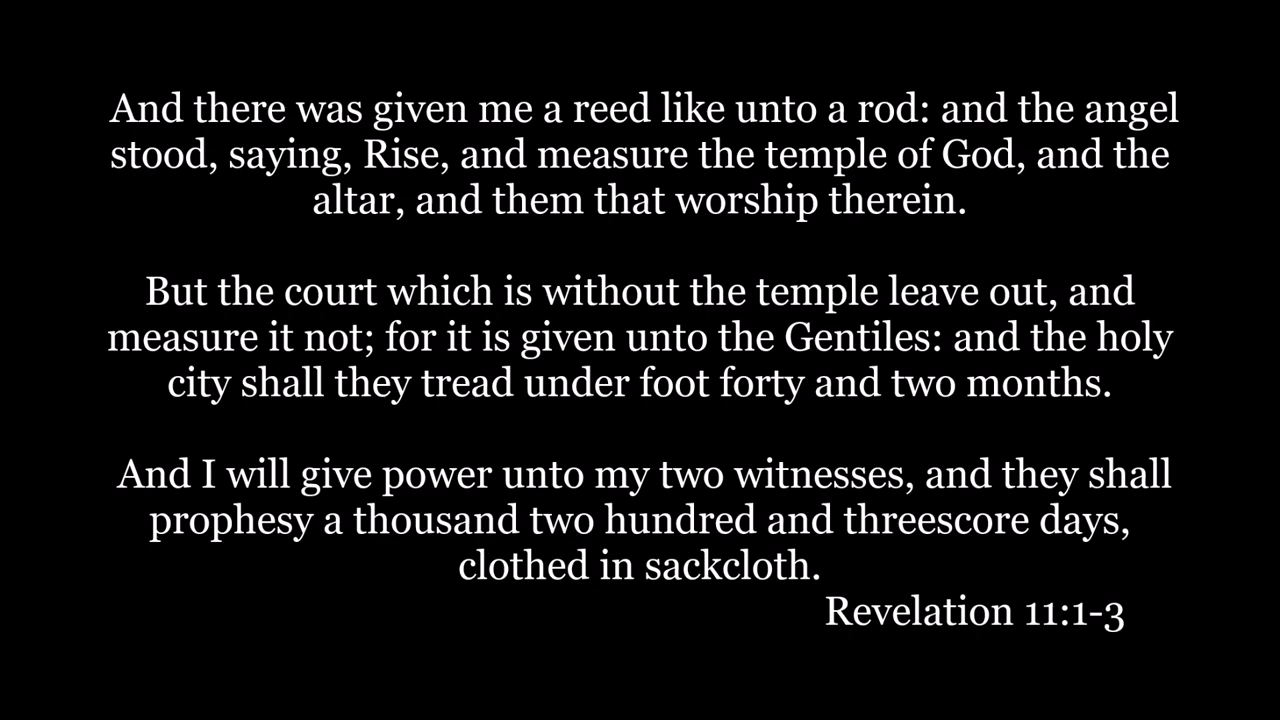 And there was given me a reed like unto a rod: and the angel
stood, saying, Rise, and measure the temple of God, and the
altar, and them that worship therein.
But the court which is without the temple leave out, and
measure it not; for it is given unto the Gentiles: and the holy
city shall they tread under foot forty and two months.
And I will give power unto my two witnesses, and they shall
prophesy a thousand two hundred and threescore days,
clothed in sackcloth.
Revelation 11:1-3